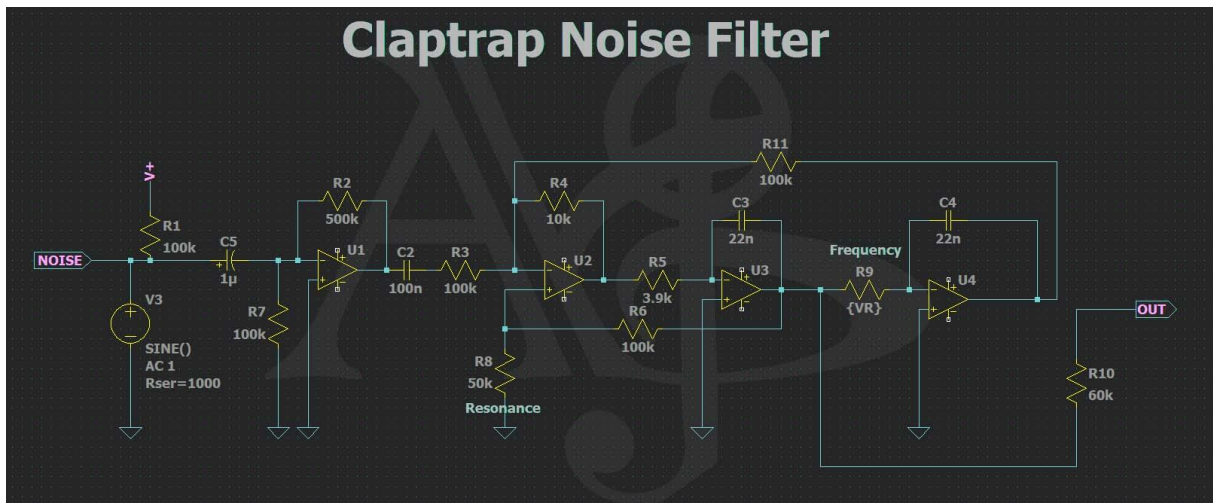 Claptrap Noise Filter
V+
R1
100k
NOISE
V3
SINE()
AC 1
Rser=1000
C5
1µ
R7
100k
R2
500k
U1
C2
100n
R3
100k
R4
10k
U2
R8
50k
Resonance
R5
3.9k
R6
100k
C3
22n
U3
R11
100k
Frequency
R9
{VR}
C4
22n
U4
OUT
R10
60k